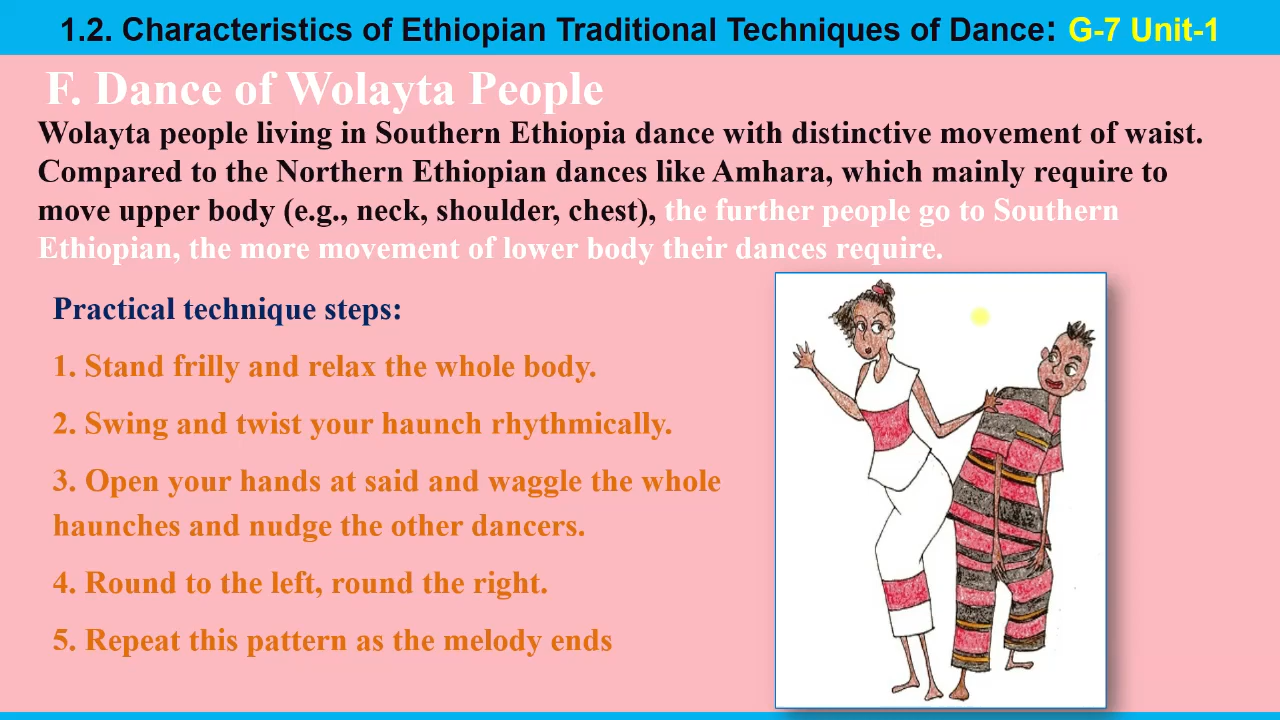 1.2. Characteristics of Ethiopian Traditional Techniques of Dance: G-7 Unit-1
F. Dance of Wolayta People
Wolayta people living in Southern Ethiopia dance with distinctive movement of waist.
Compared to the Northern Ethiopian dances like Amhara, which mainly require to
move upper body (e.g., neck, shoulder, chest), the further people go to Southern
Ethiopian, the more movement of lower body their dances require.
Practical technique steps:
1. Stand frilly and relax the whole body.
2. Swing and twist your haunch rhythmically.
3. Open your hands at said and waggle the whole
haunches and nudge the other dancers.
4. Round to the left, round the right.
5. Repeat this pattern as the melody ends